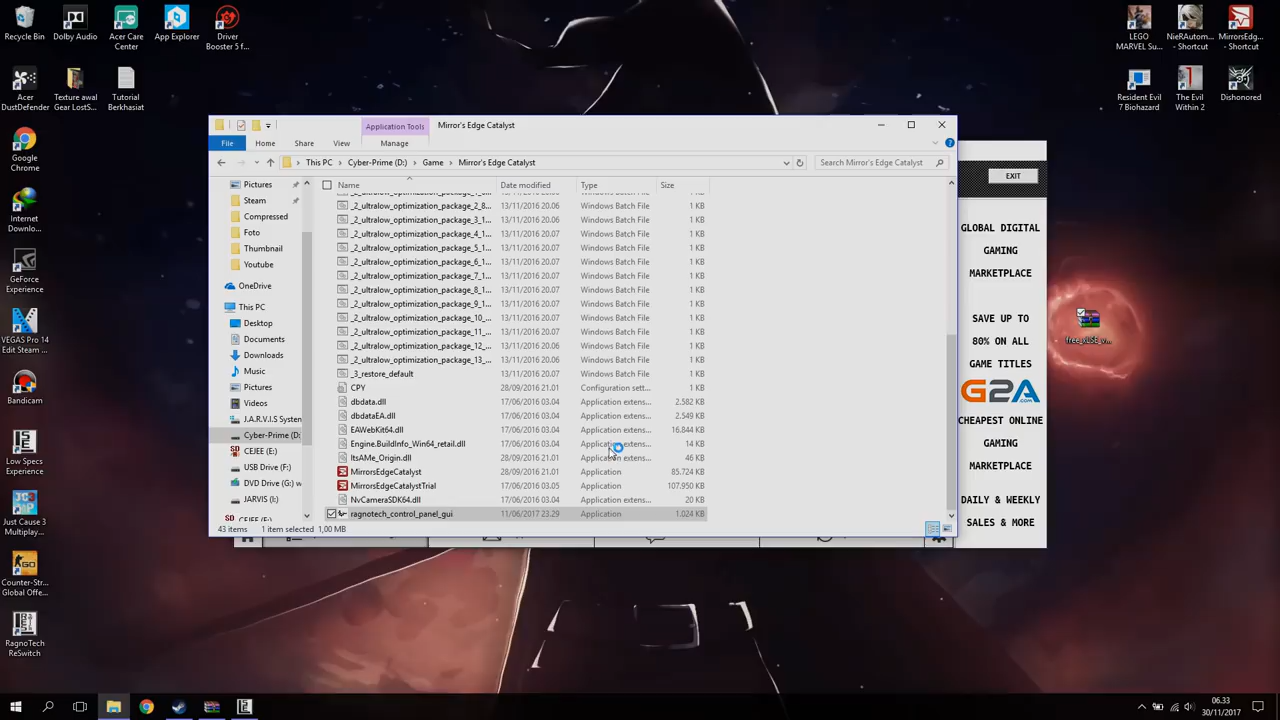 Recycle Bin
Dolby Audio
Acer Care
Center
App Explorer
Driver
Booster 5 f...
Acer
DustDefender
Texture awal
Gear LostS...
Tutorial
Berkhasiat
Google
Chrome
Internet
Downlo...
GeForce
Experience
VEGAS Pro 14
Edit Steam ...
Bandicam
Low Specs
Experience
Just Cause 3
Multiplay...
Counter-Str...
Global Offe...
RagnoTech
ReSwitch
LEGO
MARVEL Su...
NieRAutom...
- Shortcut
MirrorsEdg...
- Shortcut
Resident Evil
7 Biohazard
The Evil
Within 2
Dishonored
Application Tools
Mirror's Edge Catalyst
File
Home
Share
View
Manage
This PC
Cyber-Prime (D:)
Game
Mirror's Edge Catalyst
Search Mirror's Edge Catalyst
Pictures
Steam
Compressed
Foto
Thumbnail
Youtube
OneDrive
This PC
Desktop
Documents
Downloads
Music
Pictures
Videos
J.A.R.V.I.S System
Cyber-Prime (D:
CEJEE (E:)
USB Drive (F:)
DVD Drive (G:) w
JARVIS (I:)
CEJEE (E:)
Name Date modified Type Size
_2_ultralow_optimization_package_2_8... 13/11/2016 20.06 Windows Batch File 1 KB
_2_ultralow_optimization_package_3_1... 13/11/2016 20.06 Windows Batch File 1 KB
_2_ultralow_optimization_package_4_1... 13/11/2016 20.07 Windows Batch File 1 KB
_2_ultralow_optimization_package_5_1... 13/11/2016 20.07 Windows Batch File 1 KB
_2_ultralow_optimization_package_6_1... 13/11/2016 20.07 Windows Batch File 1 KB
_2_ultralow_optimization_package_7_1... 13/11/2016 20.07 Windows Batch File 1 KB
_2_ultralow_optimization_package_8_1... 13/11/2016 20.07 Windows Batch File 1 KB
_2_ultralow_optimization_package_9_1... 13/11/2016 20.07 Windows Batch File 1 KB
_2_ultralow_optimization_package_10_... 13/11/2016 20.07 Windows Batch File 1 KB
_2_ultralow_optimization_package_11_... 13/11/2016 20.07 Windows Batch File 1 KB
_2_ultralow_optimization_package_12_... 13/11/2016 20.07 Windows Batch File 1 KB
_2_ultralow_optimization_package_13_... 13/11/2016 20.07 Windows Batch File 1 KB
_3_restore_default 13/11/2016 20.07 Windows Batch File 1 KB
CPY 28/09/2016 21.01 Configuration sett... 1 KB
dbdata.dll 17/06/2016 03.04 Application extens... 2.582 KB
dbdataEA.dll 17/06/2016 03.04 Application extens... 2.549 KB
EAWebKit64.dll 17/06/2016 03.04 Application extens... 16.844 KB
Engine.BuildInfo_Win64_retail.dll 17/06/2016 03.04 Application extens... 14 KB
ItsAMe_Origin.dll 28/09/2016 21.01 Application extens... 46 KB
MirrorsEdgeCatalyst 28/09/2016 21.01 Application 85.724 KB
MirrorsEdgeCatalystTrial 17/06/2016 03.05 Application 107.950 KB
NvCameraSDK64.dll 17/06/2016 03.04 Application extens... 20 KB
ragnotech_control_panel_gui 11/06/2017 23.29 Application 1.024 KB
43 items 1 item selected 1,00 MB
EXIT
GLOBAL DIGITAL
GAMING
MARKETPLACE
SAVE UP TO
80% ON ALL
GAME TITLES
G2A
.COM
CHEAPEST ONLINE
GAMING
MARKETPLACE
DAILY & WEEKLY
SALES & MORE
06.33
30/11/2017